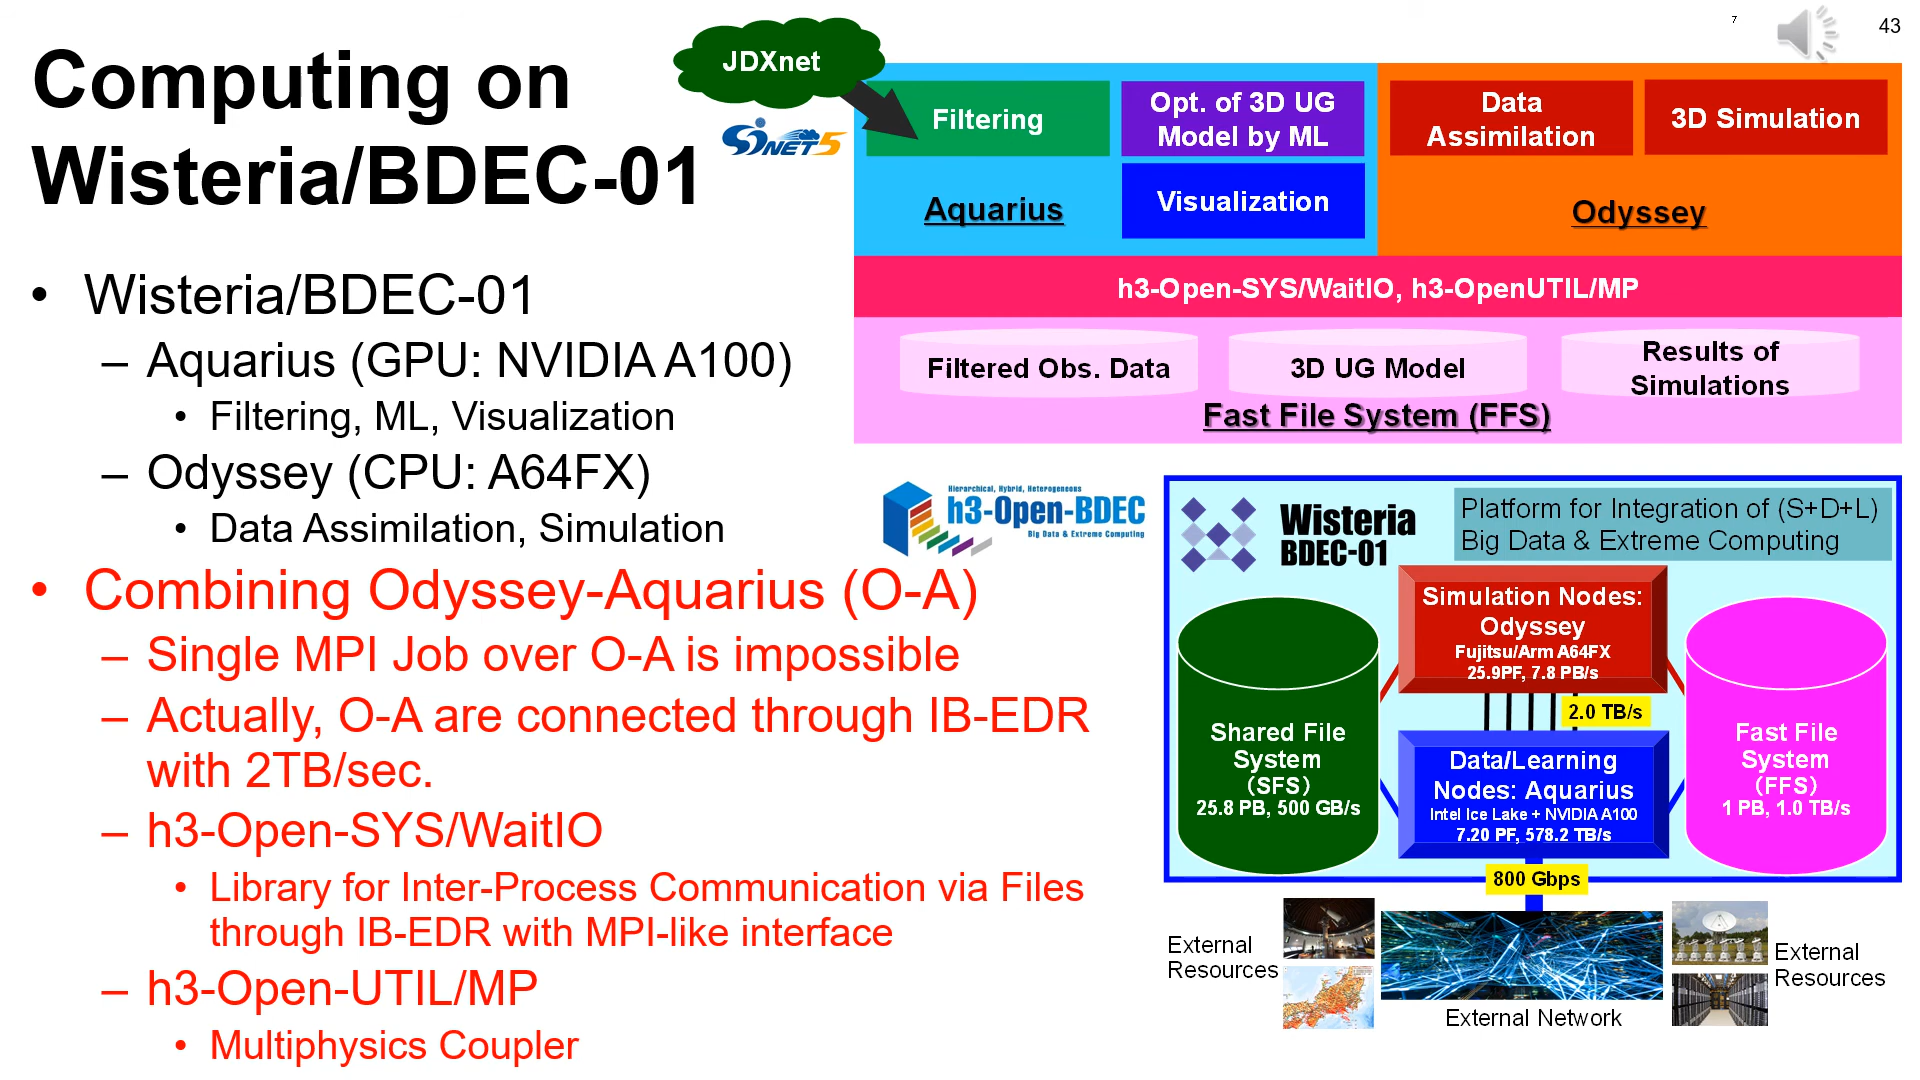 7
43
Computing on
Wisteria/BDEC-01
• Wisteria/BDEC-01
– Aquarius (GPU: NVIDIA A100)
• Filtering, ML, Visualization
– Odyssey (CPU: A64FX)
• Data Assimilation, Simulation
• Combining Odyssey-Aquarius (O-A)
– Single MPI Job over O-A is impossible
– Actually, O-A are connected through IB-EDR
with 2TB/sec.
– h3-Open-SYS/WaitIO
• Library for Inter-Process Communication via Files
through IB-EDR with MPI-like interface
– h3-Open-UTIL/MP
• Multiphysics Coupler
JDXnet
SINET5
Filtering
Opt. of 3D UG
Model by ML
Data
Assimilation
3D Simulation
Aquarius
Visualization
Odyssey
h3-Open-SYS/WaitIO, h3-OpenUTIL/MP
Filtered Obs. Data
3D UG Model
Results of
Simulations
Fast File System (FFS)
Hierarchical, Hybrid, Heterogeneous
h3-Open-BDEC
Big Data & Extreme Computing
Wisteria
BDEC-01
Platform for Integration of (S+D+L)
Big Data & Extreme Computing
Simulation Nodes:
Odyssey
Fujitsu/Arm A64FX
25.9PF, 7.8 PB/s
2.0 TB/s
Shared File
System
(SFS)
25.8 PB, 500 GB/s
Data/Learning
Nodes: Aquarius
Intel Ice Lake + NVIDIA A100
7.20 PF, 578.2 TB/s
Fast File
System
(FFS)
1 PB, 1.0 TB/s
800 Gbps
External
Resources
External Network
External
Resources